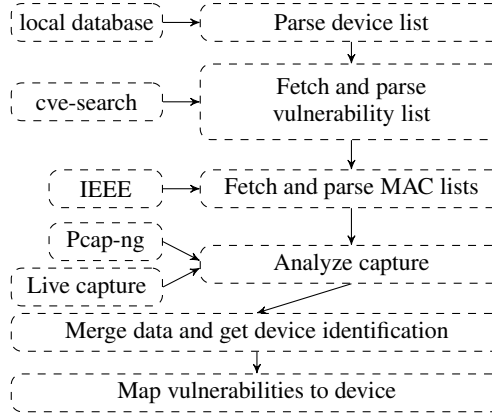 local database
Parse device list
cve-search
Fetch and parse
vulnerability list
IEEE
Fetch and parse MAC lists
Pcap-ng
Live capture
Analyze capture
Merge data and get device identification
Map vulnerabilities to device